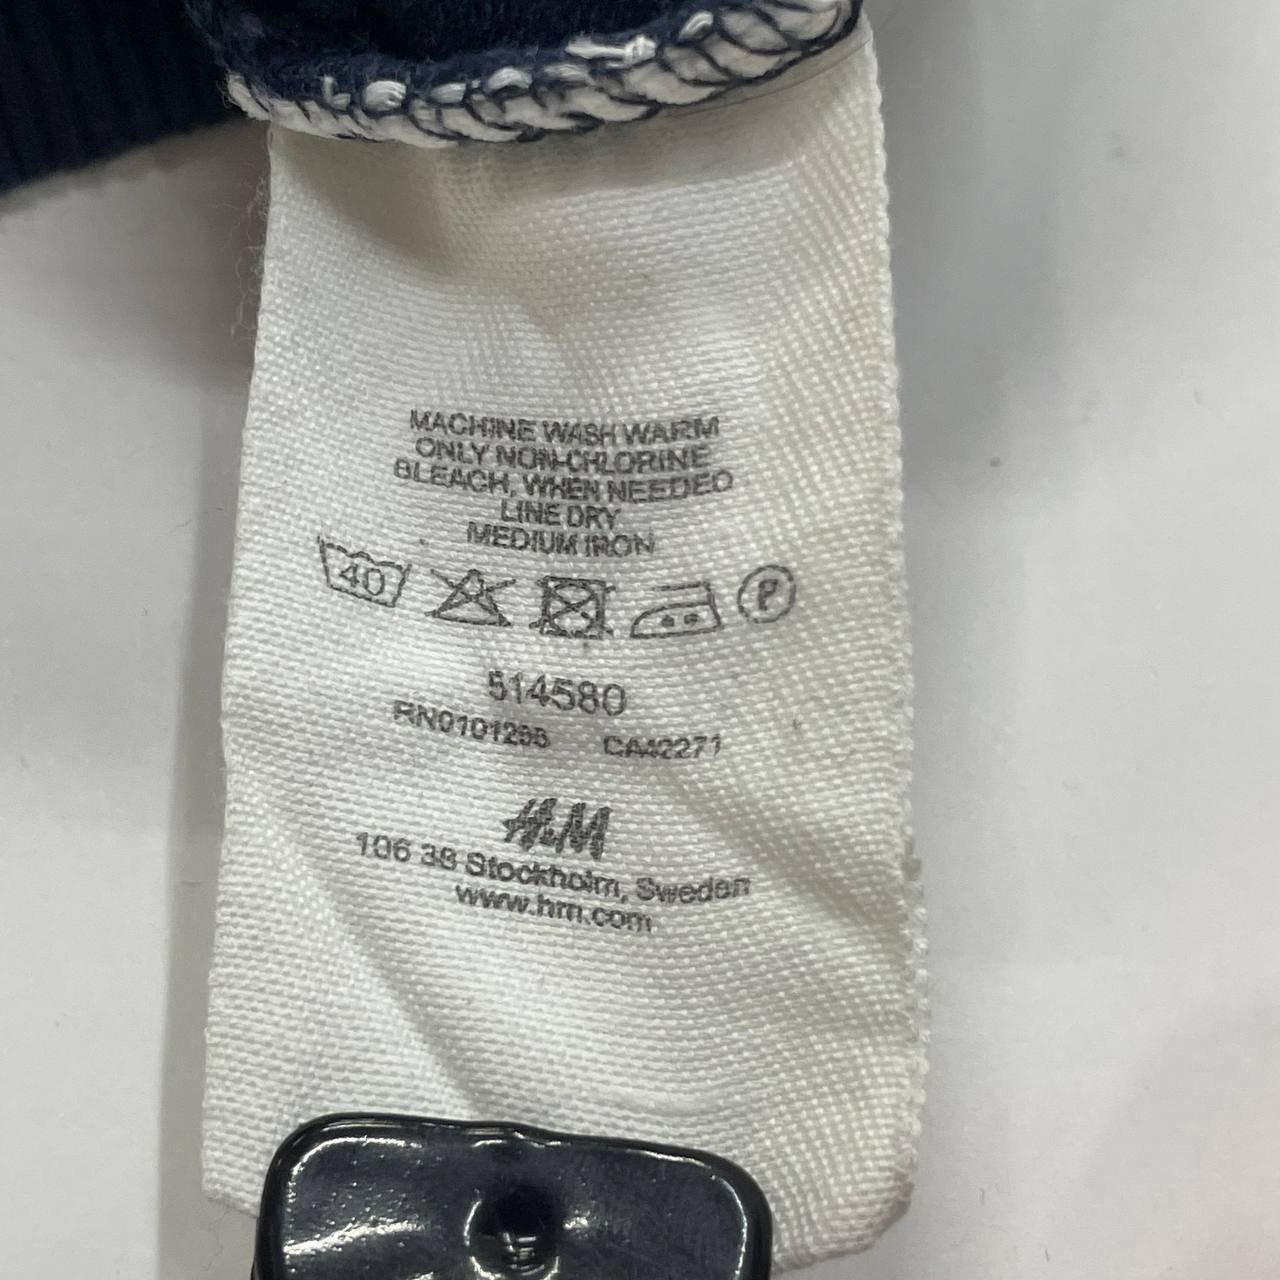 MACHINE WASH WARM
ONLY NON-CHLORINE
BLEACH, WHEN NEEDED
LINE DRY
MEDIUM IRON
40 P
514580
RN0101255 CA42271
H&M
106 38 Stockholm, Sweden
www.hm.com